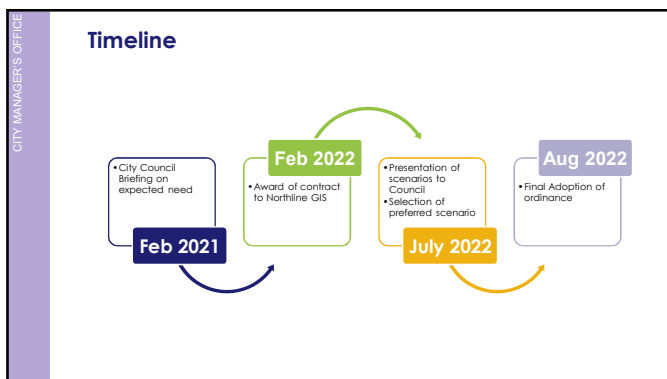 CITY MANAGER'S OFFICE
Timeline
•City Council
Briefing on
expected need
Feb 2021
Feb 2022
•Award of contract
to Northline GIS
•Presentation of
scenarios to
Council
•Selection of
preferred scenario
July 2022
Aug 2022
•Final Adoption of
ordinance